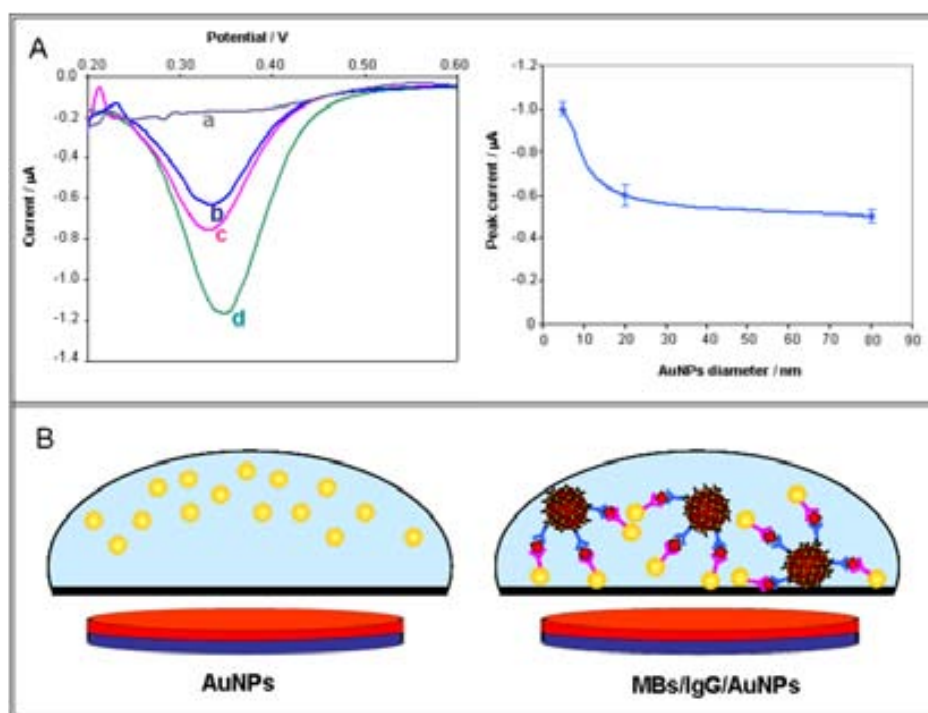 A
Potential / V
0.20 0.30 0.40 0.50 0.60
0.0
-0.2
-0.4
-0.6
-0.8
-1.0
-1.2
-1.4
Current / µA
a
b
c
d
-1.2
-1.0
-0.8
-0.6
-0.4
-0.2
0
Peak current / µA
0 10 20 30 40 50 60 70 80 90
AuNPs diameter / nm
B
AuNPs
MBs/IgG/AuNPs